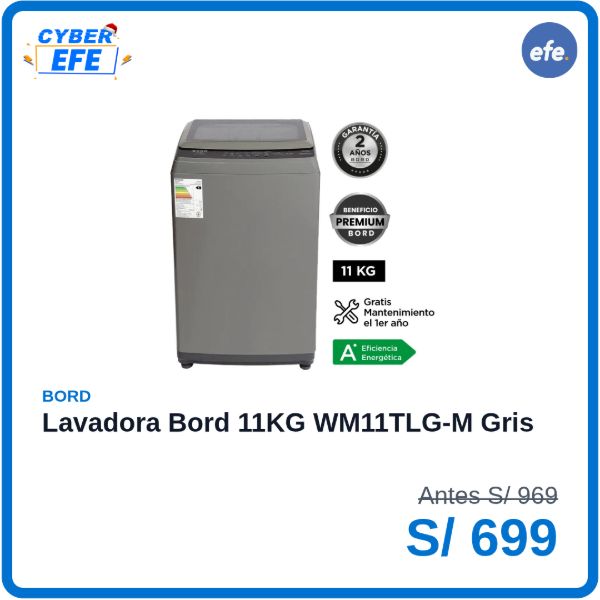 CYBER
EFE
efe.
GARANTÍA
2
AÑOS
BORD
BENEFICIO
PREMIUM
BORD
11 KG
Gratis
Mantenimiento
el 1er año
A+ Eficiencia
Energética
BORD
Lavadora Bord 11KG WM11TLG-M Gris
Antes S/ 969
S/ 699